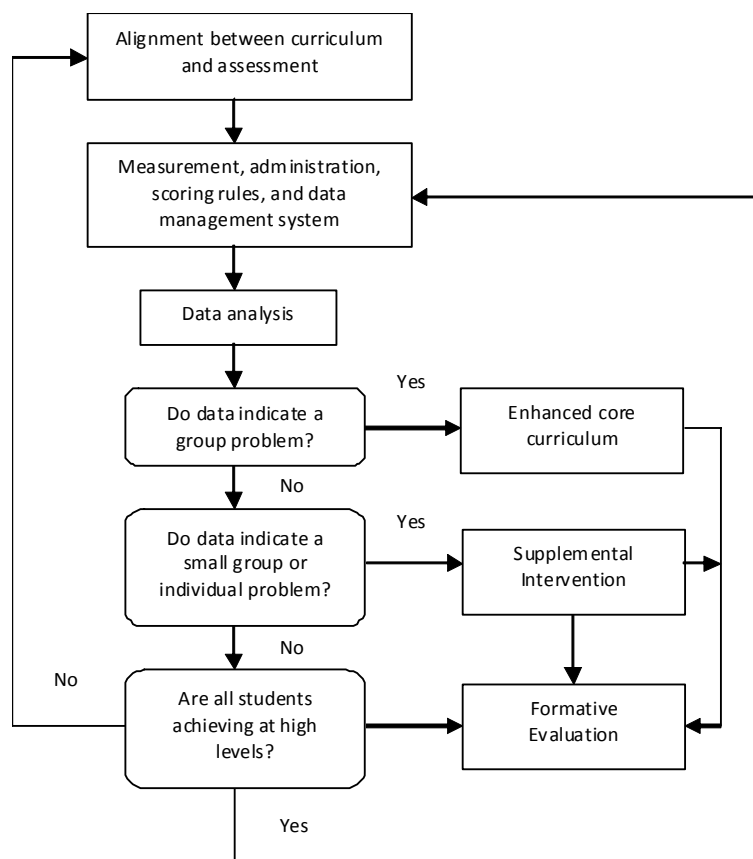 Alignment between curriculum
and assessment
Measurement, administration,
scoring rules, and data
management system
Data analysis
Yes
Do data indicate a
group problem?
Enhanced core
curriculum
No
Yes
Do data indicate a
small group or
individual problem?
Supplemental
Intervention
No
No
Are all students
achieving at high
levels?
Formative
Evaluation
Yes